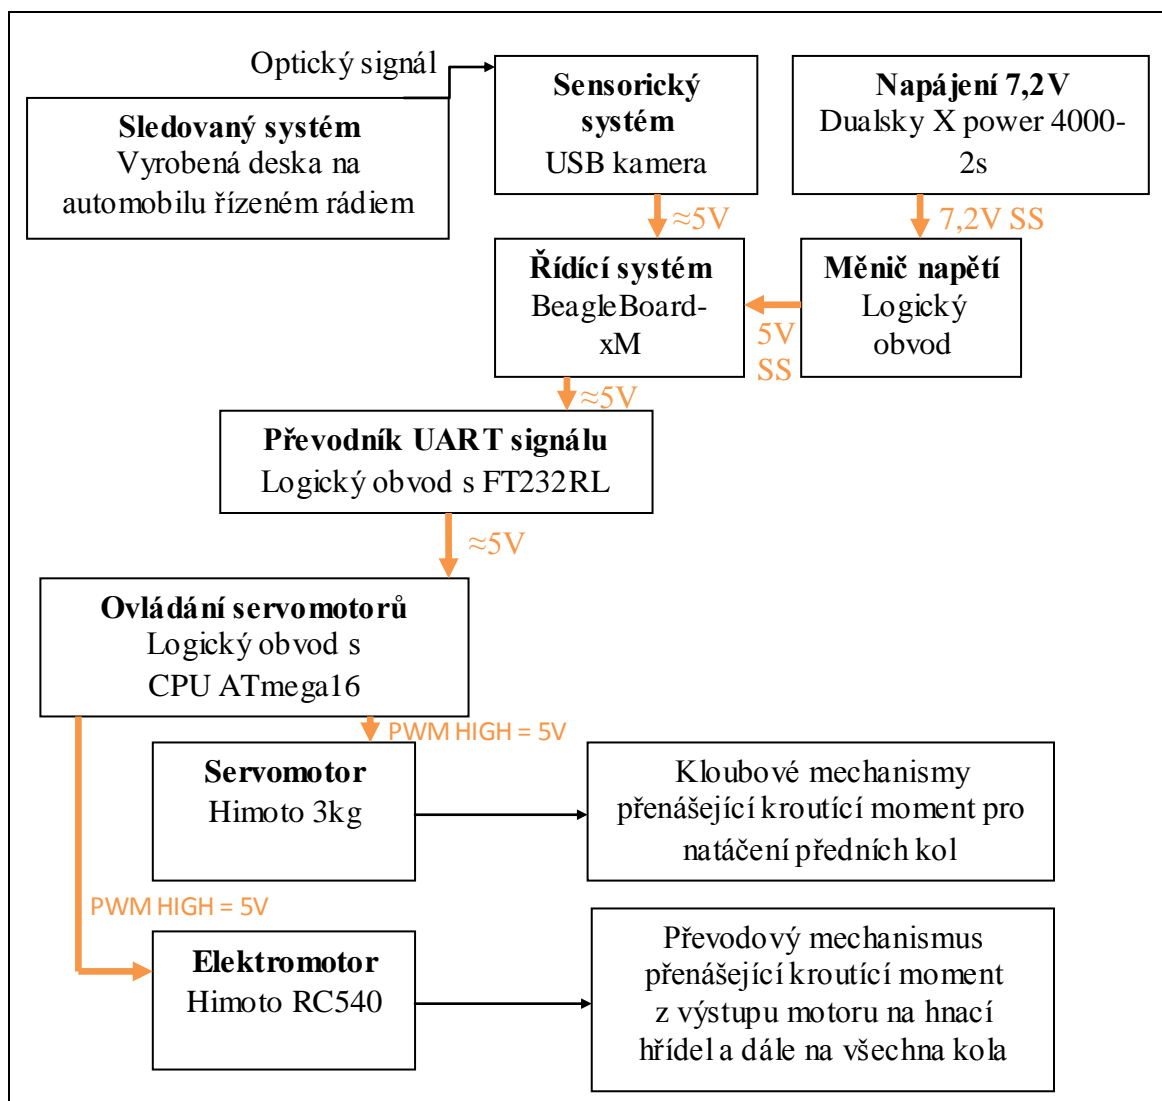 Optický signál
Sledovaný systém
Vyrobená deska na
automobilu řízeném rádiem
Sensorický
systém
USB kamera
Napájení 7,2V
Dualsky X power 4000-
2s
≈5V
7,2V SS
Řídící systém
BeagleBoard-
xM
5V
SS
Měnič napětí
Logický
obvod
≈5V
Převodník UART signálu
Logický obvod s FT232RL
≈5V
Ovládání servomotorů
Logický obvod s
CPU ATmega16
PWM HIGH = 5V
Servomotor
Himoto 3kg
Kloubové mechanismy
přenášející kroutící moment pro
natáčení předních kol
PWM HIGH = 5V
Elektromotor
Himoto RC540
Převodový mechanismus
přenášející kroutící moment
z výstupu motoru na hnací
hřídel a dále na všechna kola